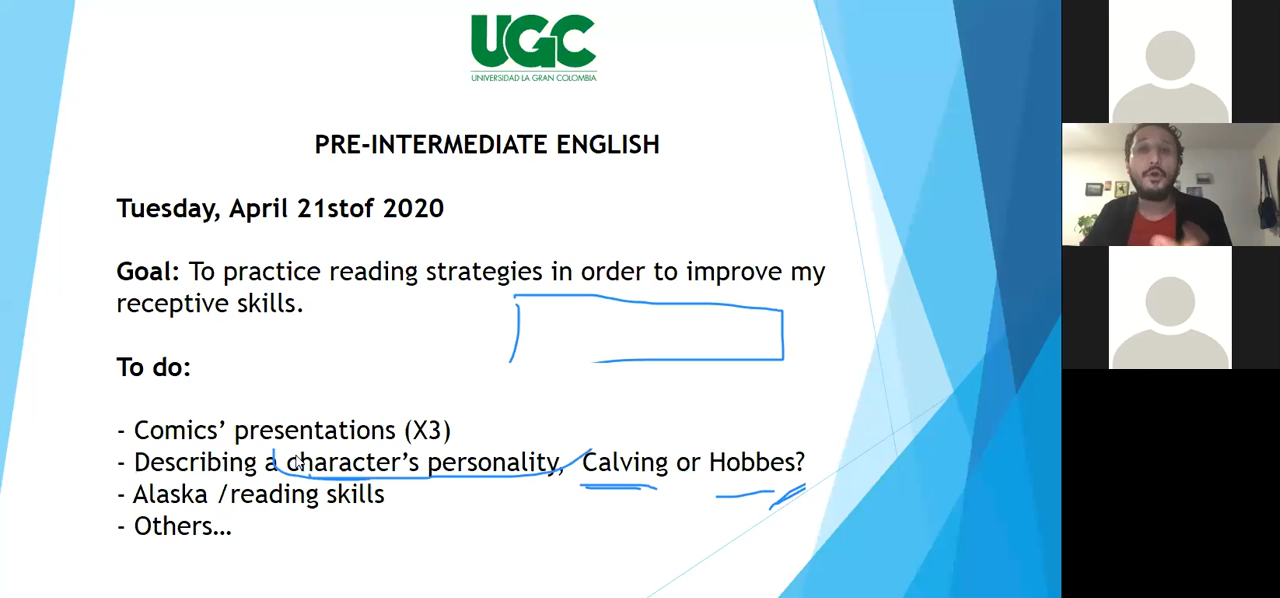 UGC
UNIVERSIDAD LA GRAN COLOMBIA
PRE-INTERMEDIATE ENGLISH
Tuesday, April 21stof 2020
Goal: To practice reading strategies in order to improve my
receptive skills.
To do:
- Comics’ presentations (X3)
- Describing a character’s personality, Calving or Hobbes?
- Alaska /reading skills
- Others…